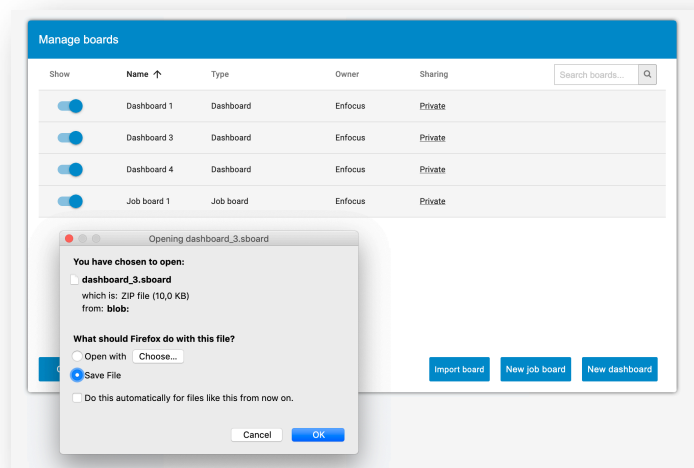 Manage boards
Show Name ↑ Type Owner Sharing Search boards...
Dashboard 1 Dashboard Enfocus Private
Dashboard 3 Dashboard Enfocus Private
Dashboard 4 Dashboard Enfocus Private
Job board 1 Job board Enfocus Private
Opening dashboard_3.sboard
You have chosen to open:
dashboard_3.sboard
which is: ZIP file (10,0 KB)
from: blob:
What should Firefox do with this file?
Open with Choose...
Save File
Do this automatically for files like this from now on.
Cancel OK
Import board New job board New dashboard